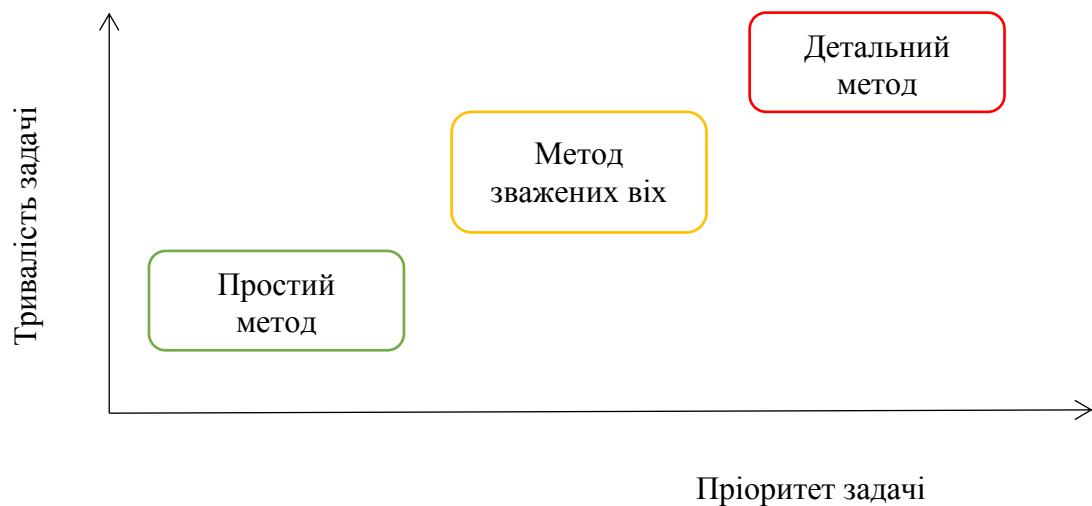 Детальний
метод
Метод
зважених віх
Простий
метод
Тривалість задачі
Пріоритет задачі